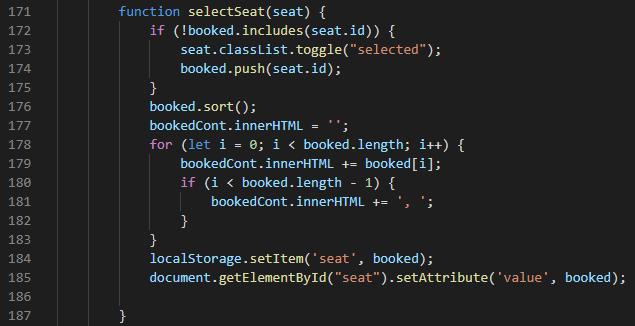 171 function selectSeat(seat) {
172 if (!booked.includes(seat.id)) {
173 seat.classList.toggle("selected");
174 booked.push(seat.id);
175 }
176 booked.sort();
177 bookedCont.innerHTML = '';
178 for (let i = 0; i < booked.length; i++) {
179 bookedCont.innerHTML += booked[i];
180 if (i < booked.length - 1) {
181 bookedCont.innerHTML += ', ';
182 }
183 }
184 localStorage.setItem('seat', booked);
185 document.getElementById("seat").setAttribute('value', booked);
186
187 }